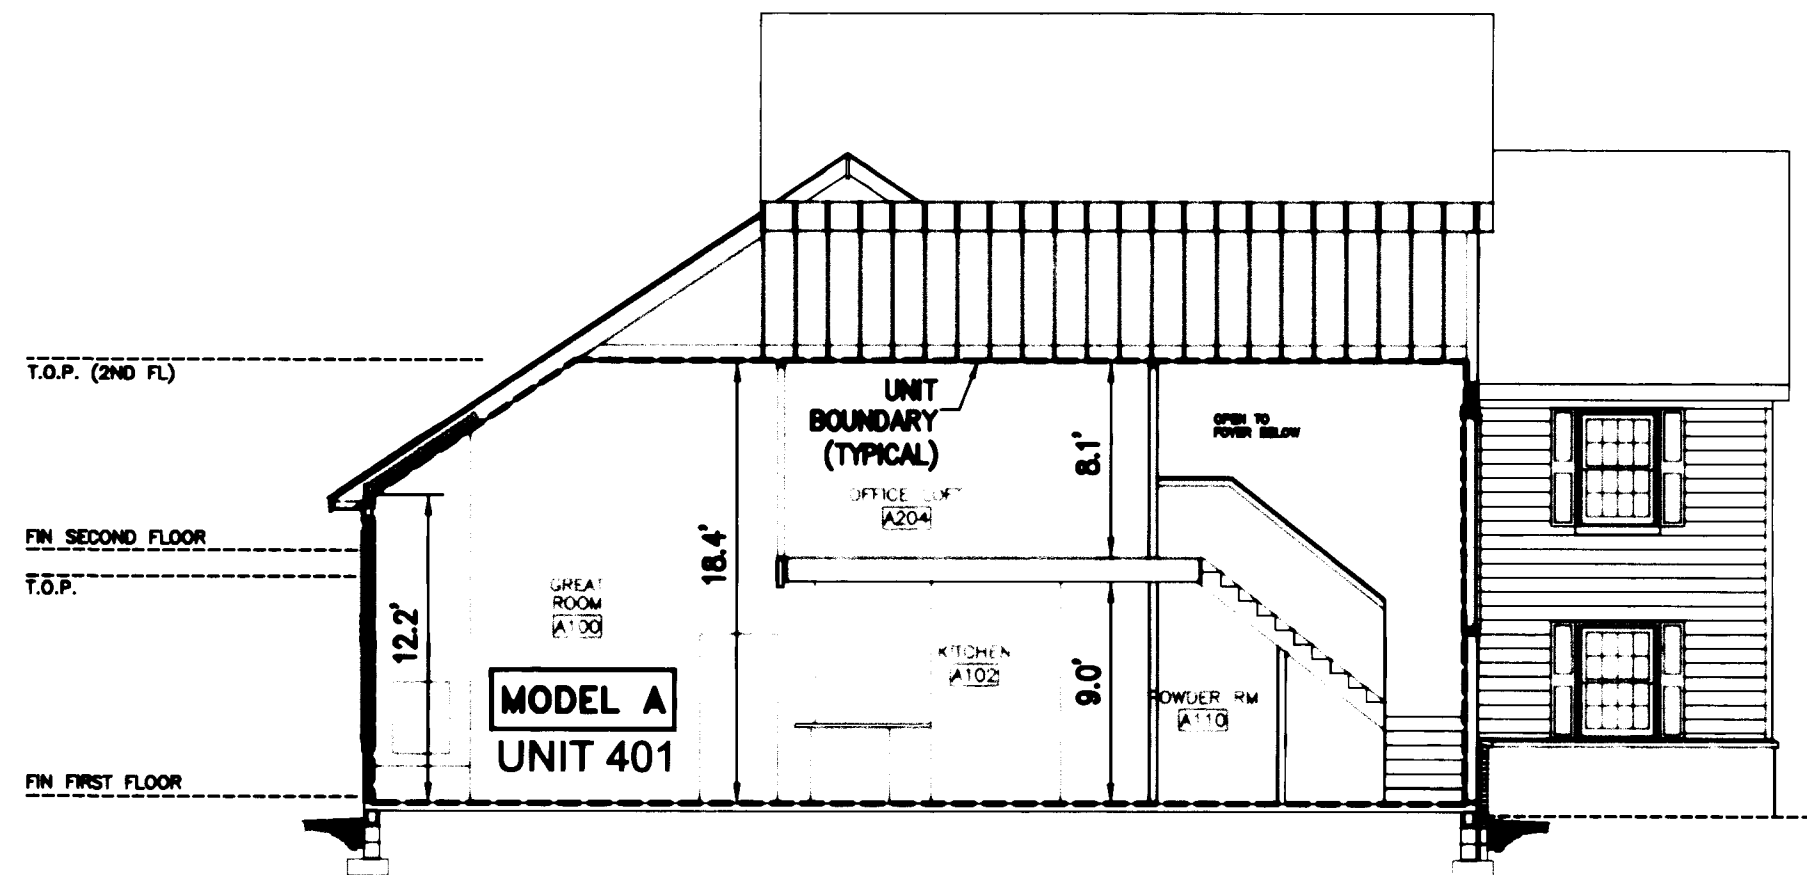 T.O.P. (2ND FL)
UNIT
BOUNDARY
(TYPICAL)
OPEN TO
FOYER BELOW
8.1'
OFFICE LOFT
A204
FIN SECOND FLOOR
T.O.P.
18.4'
GREAT
ROOM
A100
12.2'
KITCHEN
A102
9.0'
MODEL A
UNIT 401
POWDER RM
A110
FIN FIRST FLOOR